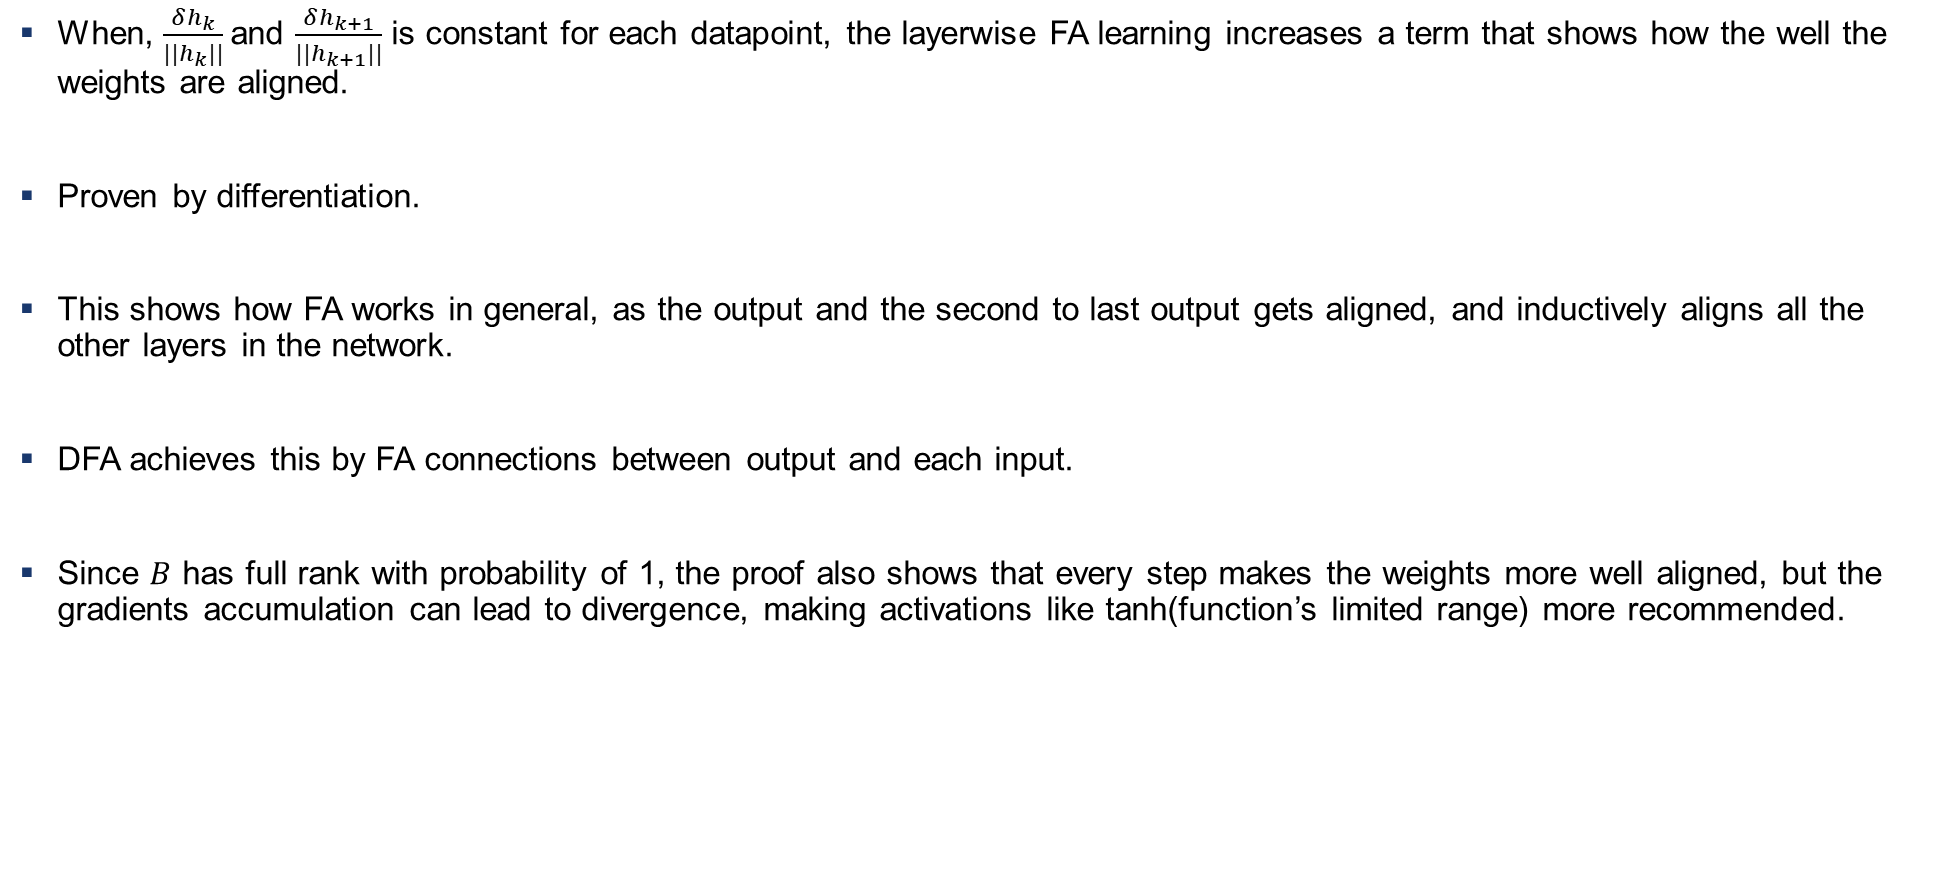 ▪ When, δh_k/||h_k|| and δh_{k+1}/||h_{k+1}|| is constant for each datapoint, the layerwise FA learning increases a term that shows how the well the
weights are aligned.
▪ Proven by differentiation.
▪ This shows how FA works in general, as the output and the second to last output gets aligned, and inductively aligns all the
other layers in the network.
▪ DFA achieves this by FA connections between output and each input.
▪ Since B has full rank with probability of 1, the proof also shows that every step makes the weights more well aligned, but the
gradients accumulation can lead to divergence, making activations like tanh(function’s limited range) more recommended.